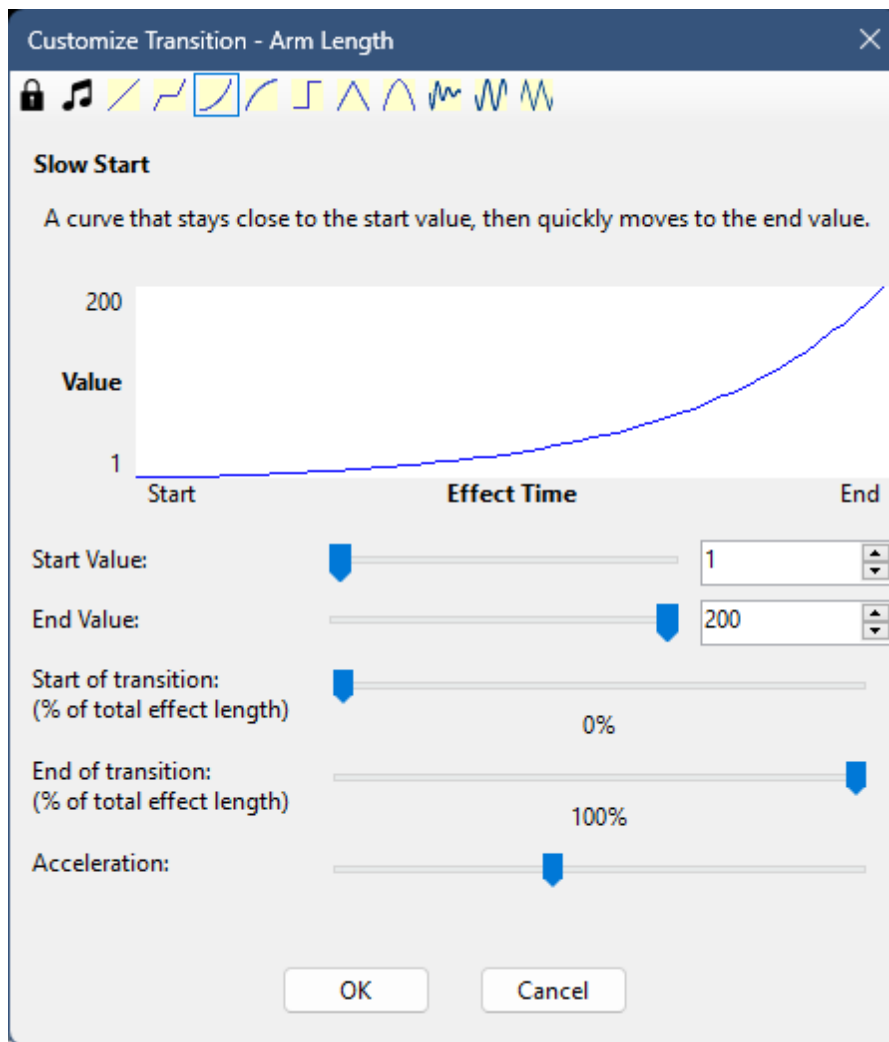 Customize Transition - Arm Length
Slow Start
A curve that stays close to the start value, then quickly moves to the end value.
200
Value
1
Start Effect Time End
Start Value: 1
End Value: 200
Start of transition:
(% of total effect length)
0%
End of transition:
(% of total effect length)
100%
Acceleration:
OK Cancel